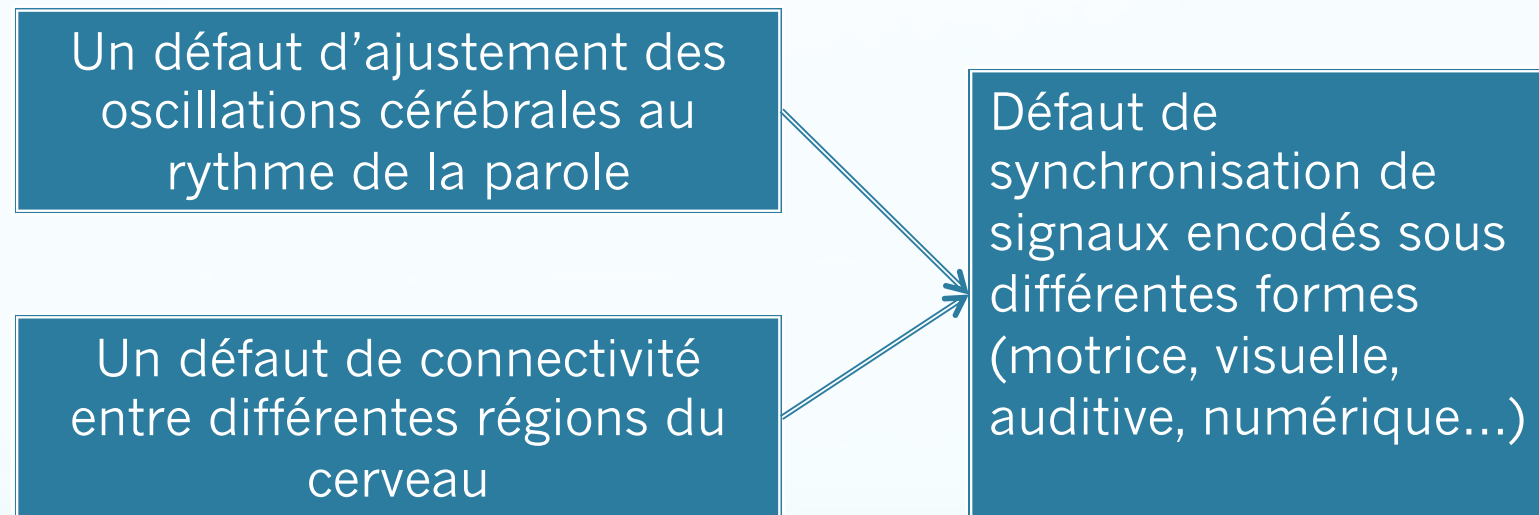 Un défaut d’ajustement des
oscillations cérébrales au
rythme de la parole
Un défaut de connectivité
entre différentes régions du
cerveau
Défaut de
synchronisation de
signaux encodés sous
différentes formes
(motrice, visuelle,
auditive, numérique…)